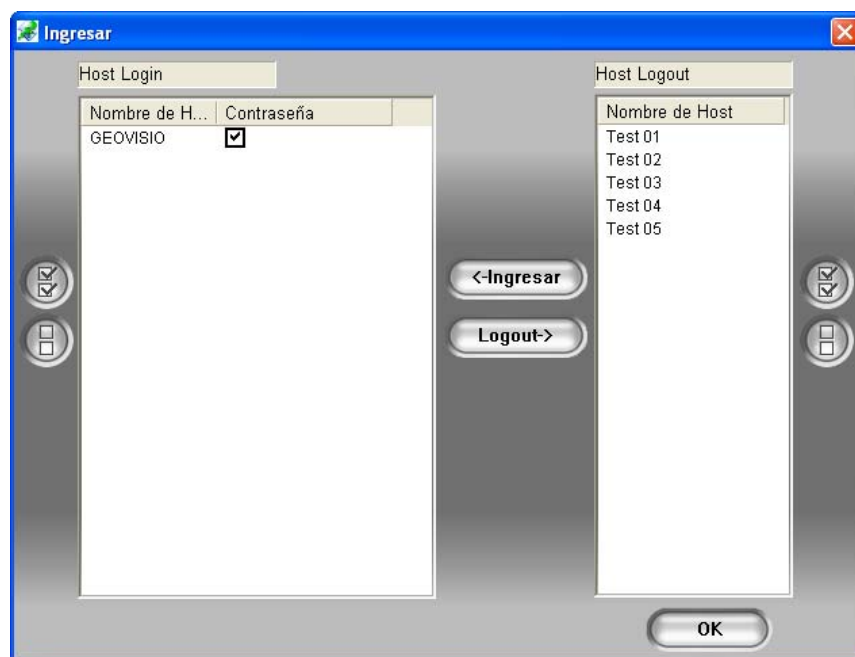 Ingresar
Host Login
Host Logout
Nombre de H... Contraseña
GEOVISIO
Nombre de Host
Test 01
Test 02
Test 03
Test 04
Test 05
<-Ingresar
Logout->
OK